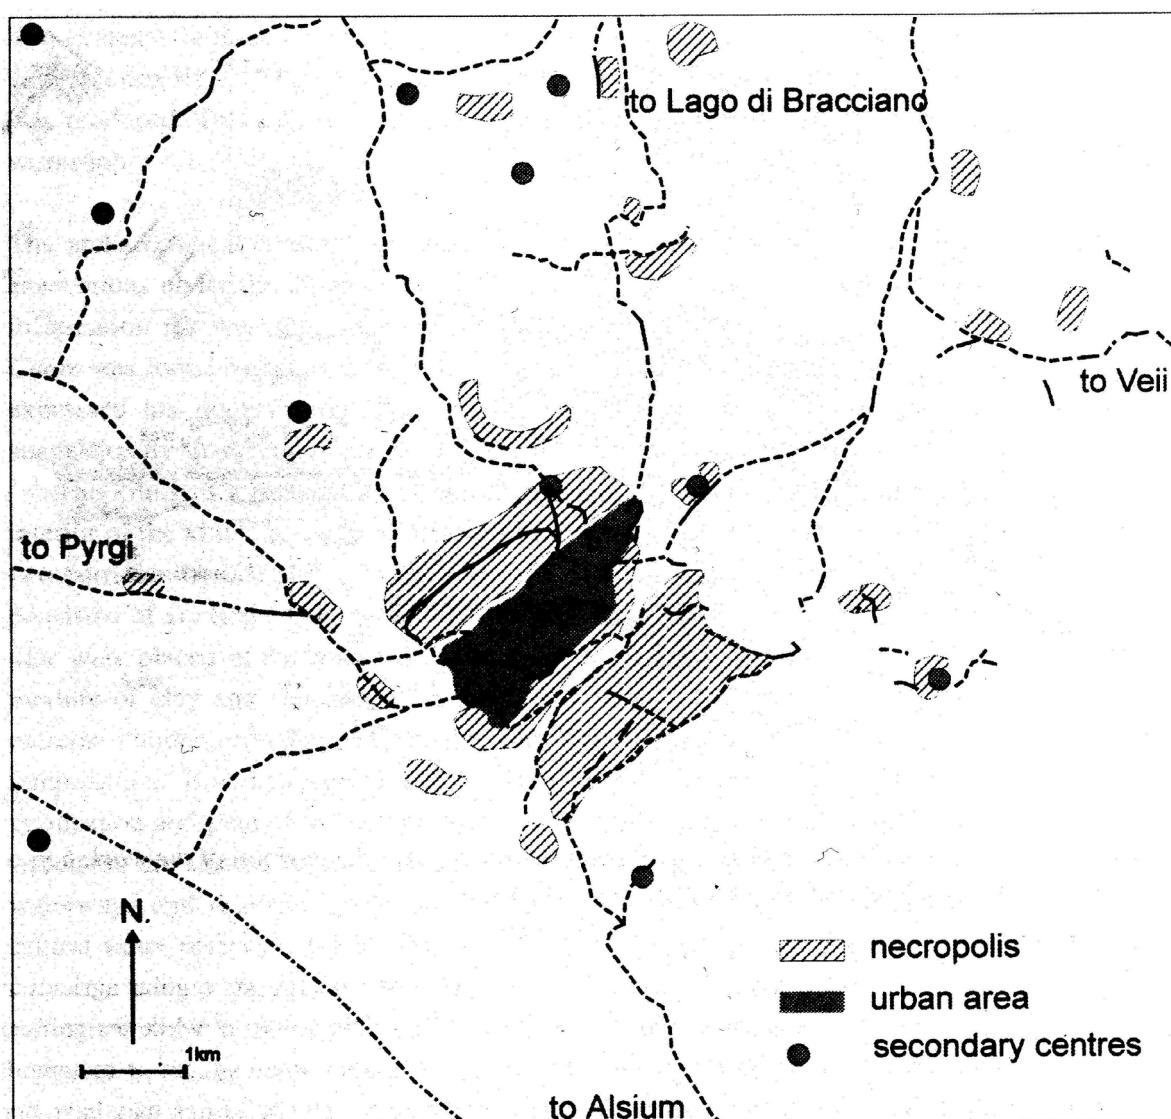 to Lago di Bracciano
to Veii
to Pyrgi
N.
1km
necropolis
urban area
secondary centres
to Alsium